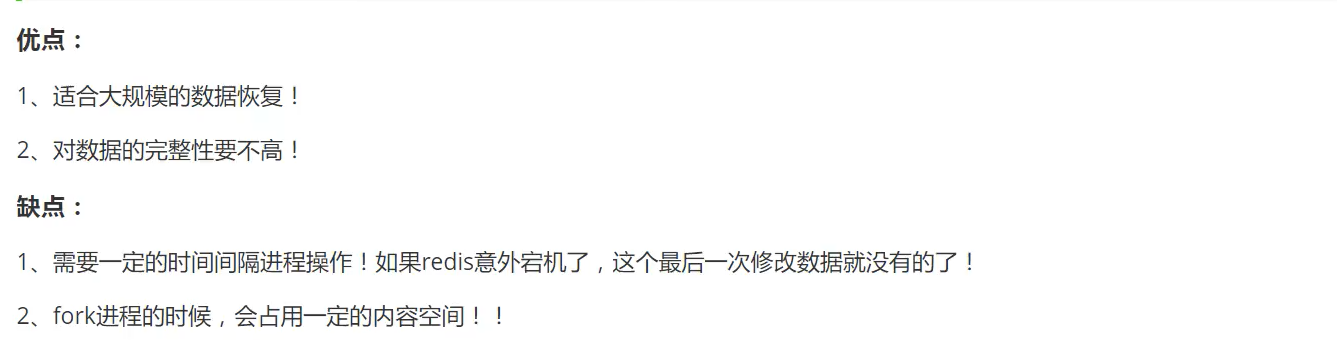 优点：
1、适合大规模的数据恢复！
2、对数据的完整性要不高！
缺点：
1、需要一定的时间间隔进程操作！如果redis意外宕机了，这个最后一次修改数据就没有的了！
2、fork进程的时候，会占用一定的内容空间！！